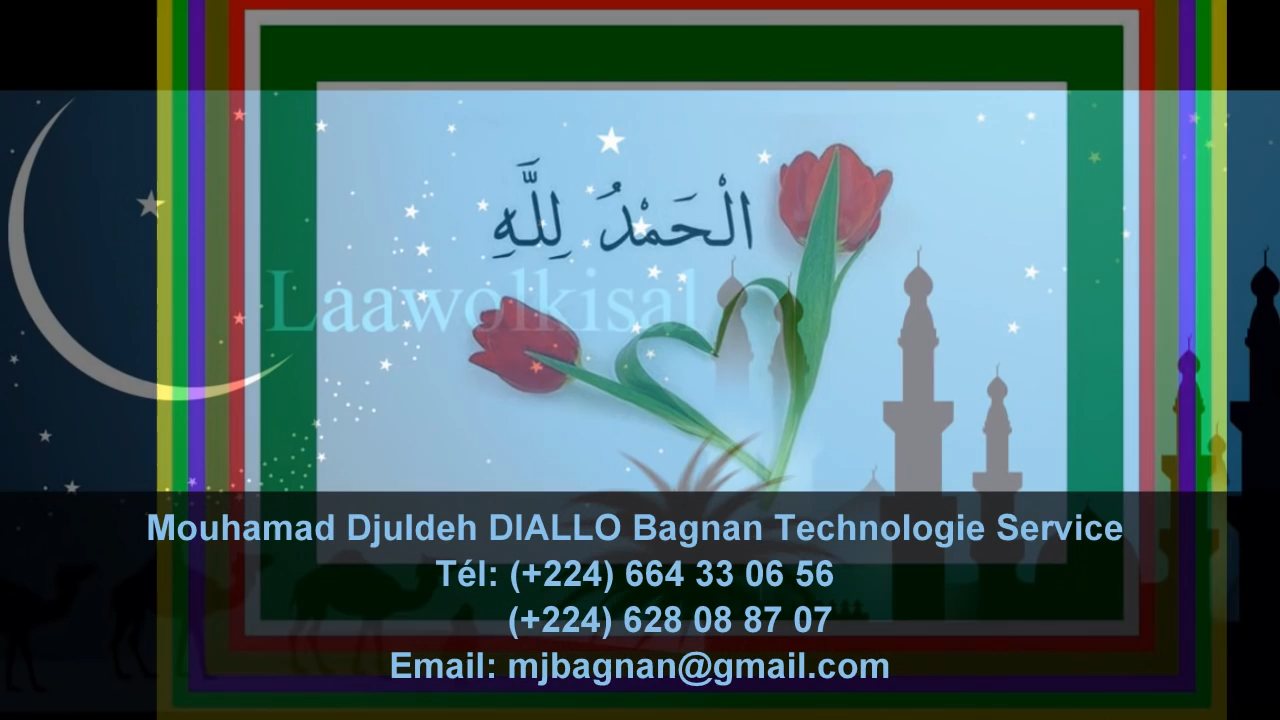 الْحَمْدُ لِلَّهِ
Laawolkisal
Mouhamad Djuldeh DIALLO Bagnan Technologie Service
Tél: (+224) 664 33 06 56
(+224) 628 08 87 07
Email: mjbagnan@gmail.com